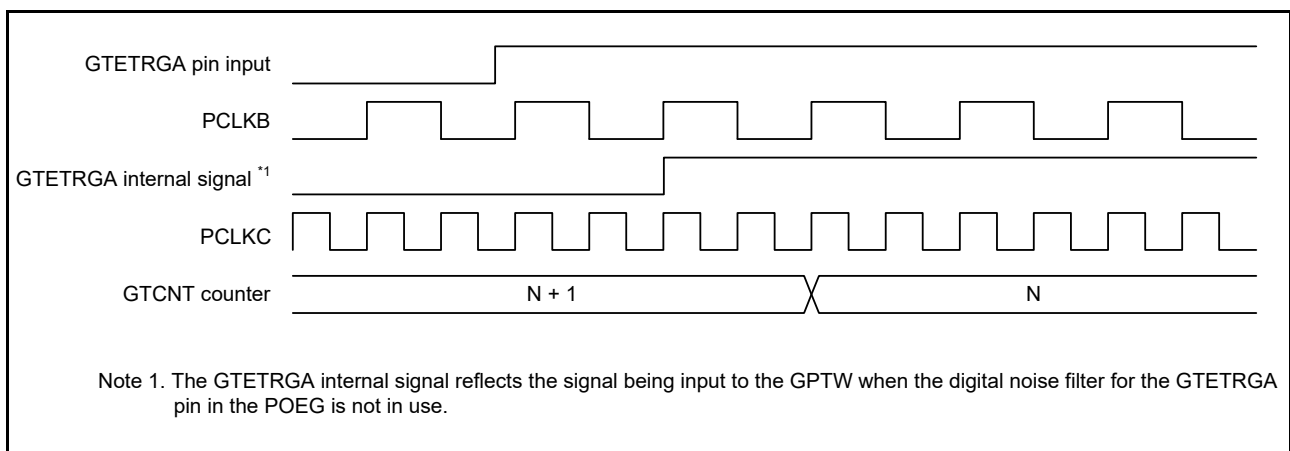 GTETRGA pin input
PCLKB
GTETRGA internal signal *1
PCLKC
GTCNT counter
N + 1
N
Note 1. The GTETRGA internal signal reflects the signal being input to the GPTW when the digital noise filter for the GTETRGA
pin in the POEG is not in use.